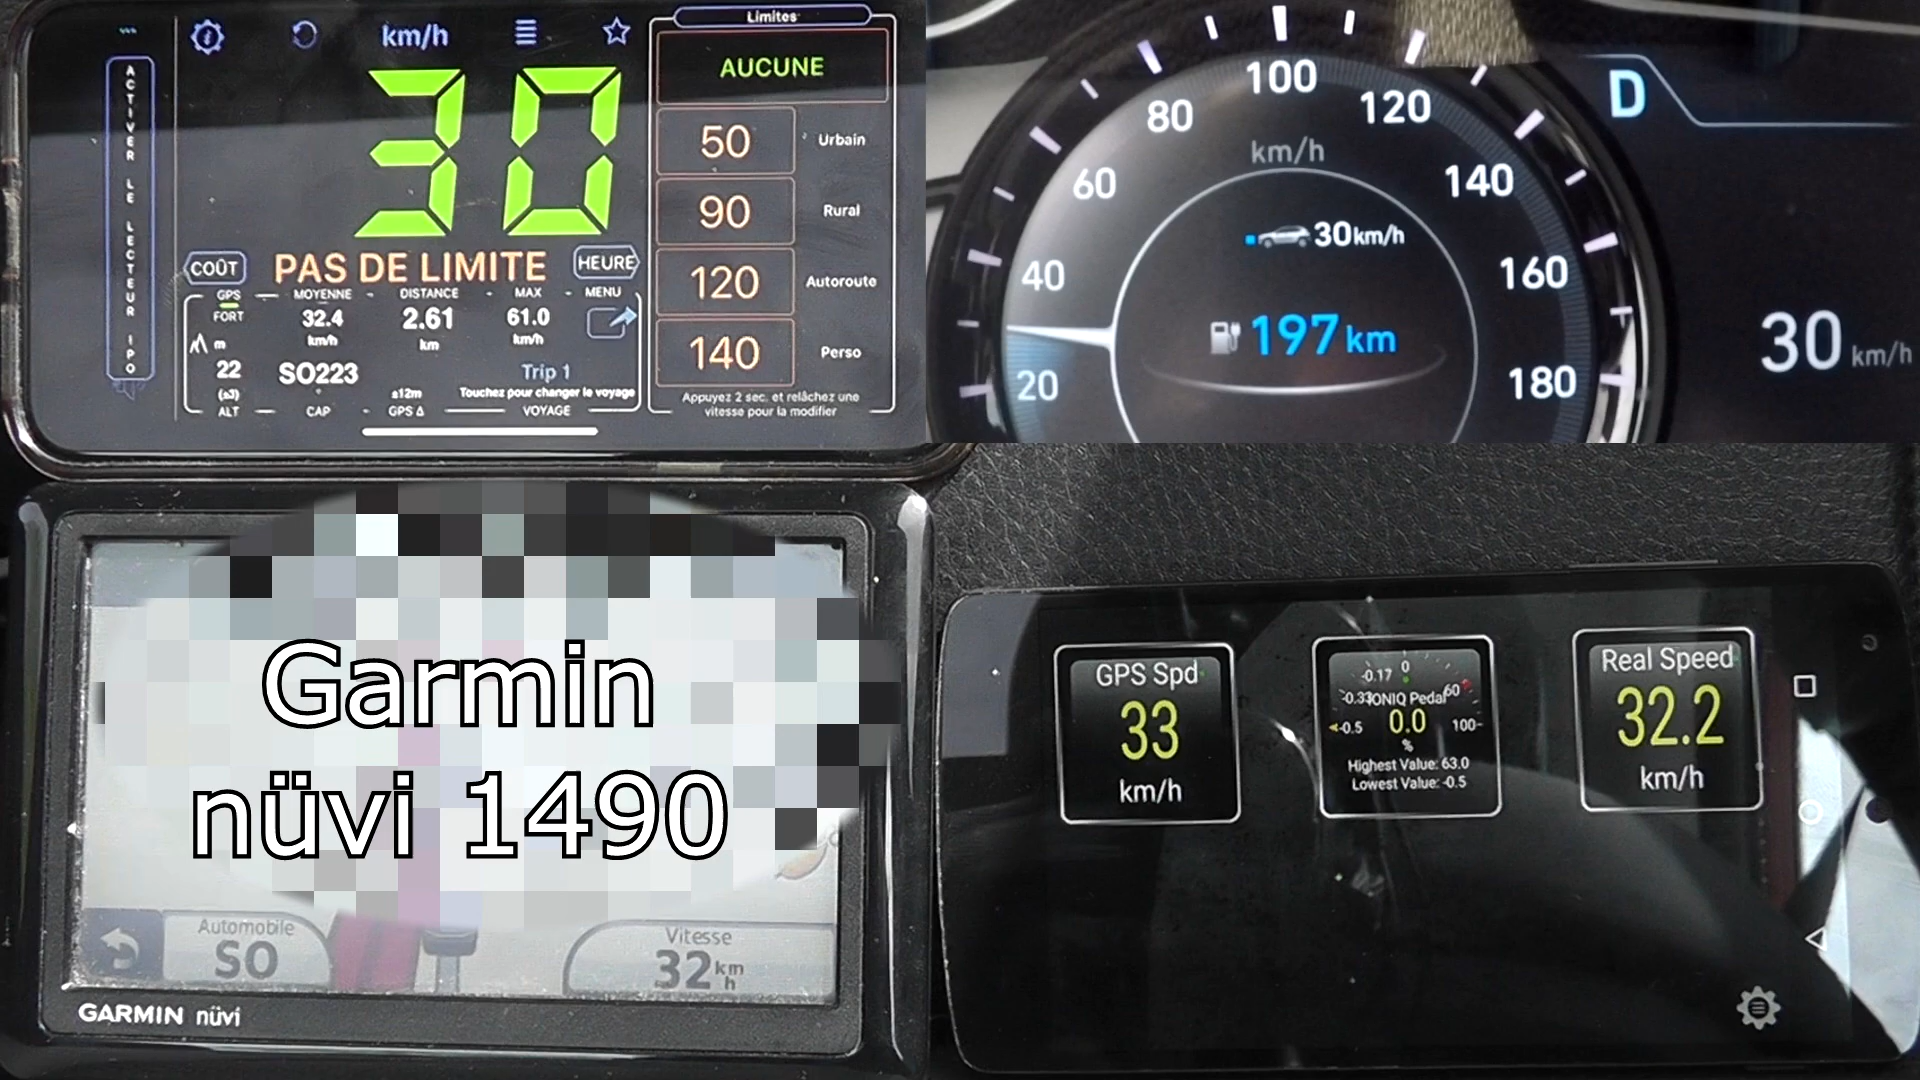 km/h
Limites
ACTIVER LE LECTEUR IPO
30
AUCUNE
50 Urbain
90 Rural
120 Autoroute
140 Perso
Appuyez 2 sec. et relâchez une
vitesse pour la modifier
COÛT
PAS DE LIMITE
HEURE
GPS
FORT
MOYENNE
32.4
km/h
DISTANCE
2.61
km
MAX
61.0
km/h
MENU
m
22
(±3)
ALT
SO223
CAP
±12m
GPS Δ
Trip 1
Touchez pour changer le voyage
VOYAGE
20
40
60
80
100
120
140
160
180
km/h
30km/h
197 km
D
30 km/h
Garmin
nüvi 1490
Automobile
SO
Vitesse
32 km
h
GARMIN nüvi
GPS Spd
33
km/h
-0.17 0
-0.33 IONIQ Pedal 60
-0.5 0.0 100
%
Highest Value: 63.0
Lowest Value: -0.5
Real Speed
32.2
km/h